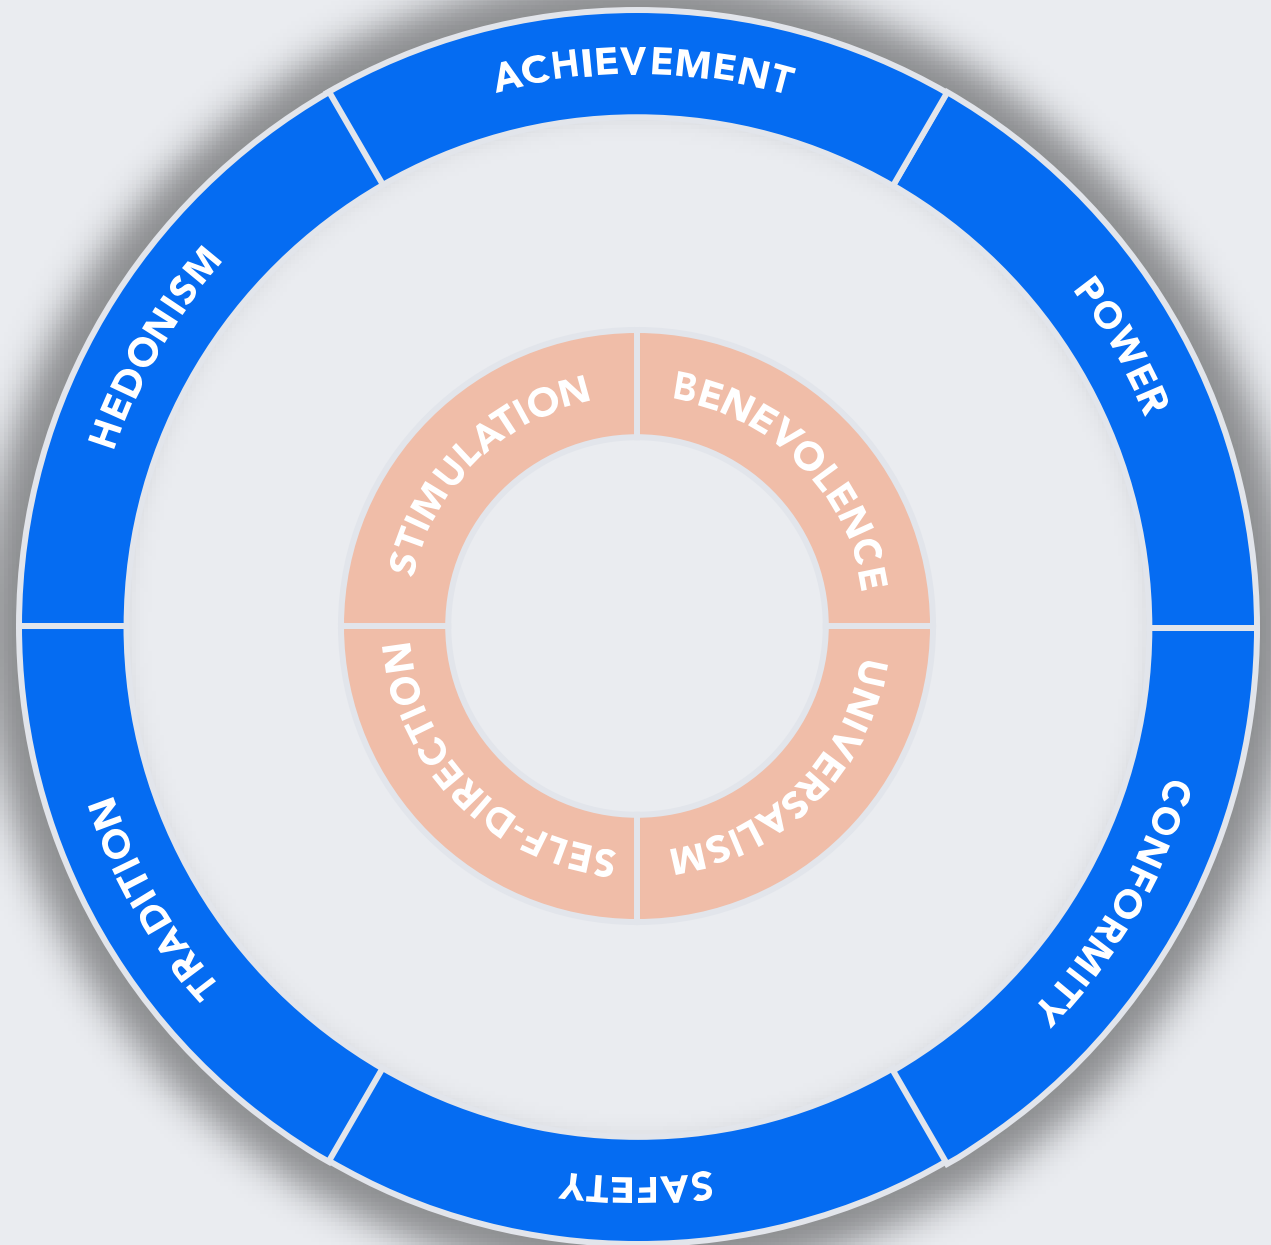 ACHIEVEMENT
POWER
CONFORMITY
SAFETY
TRADITION
HEDONISM
BENEVOLENCE
UNIVERSALISM
SELF-DIRECTION
STIMULATION